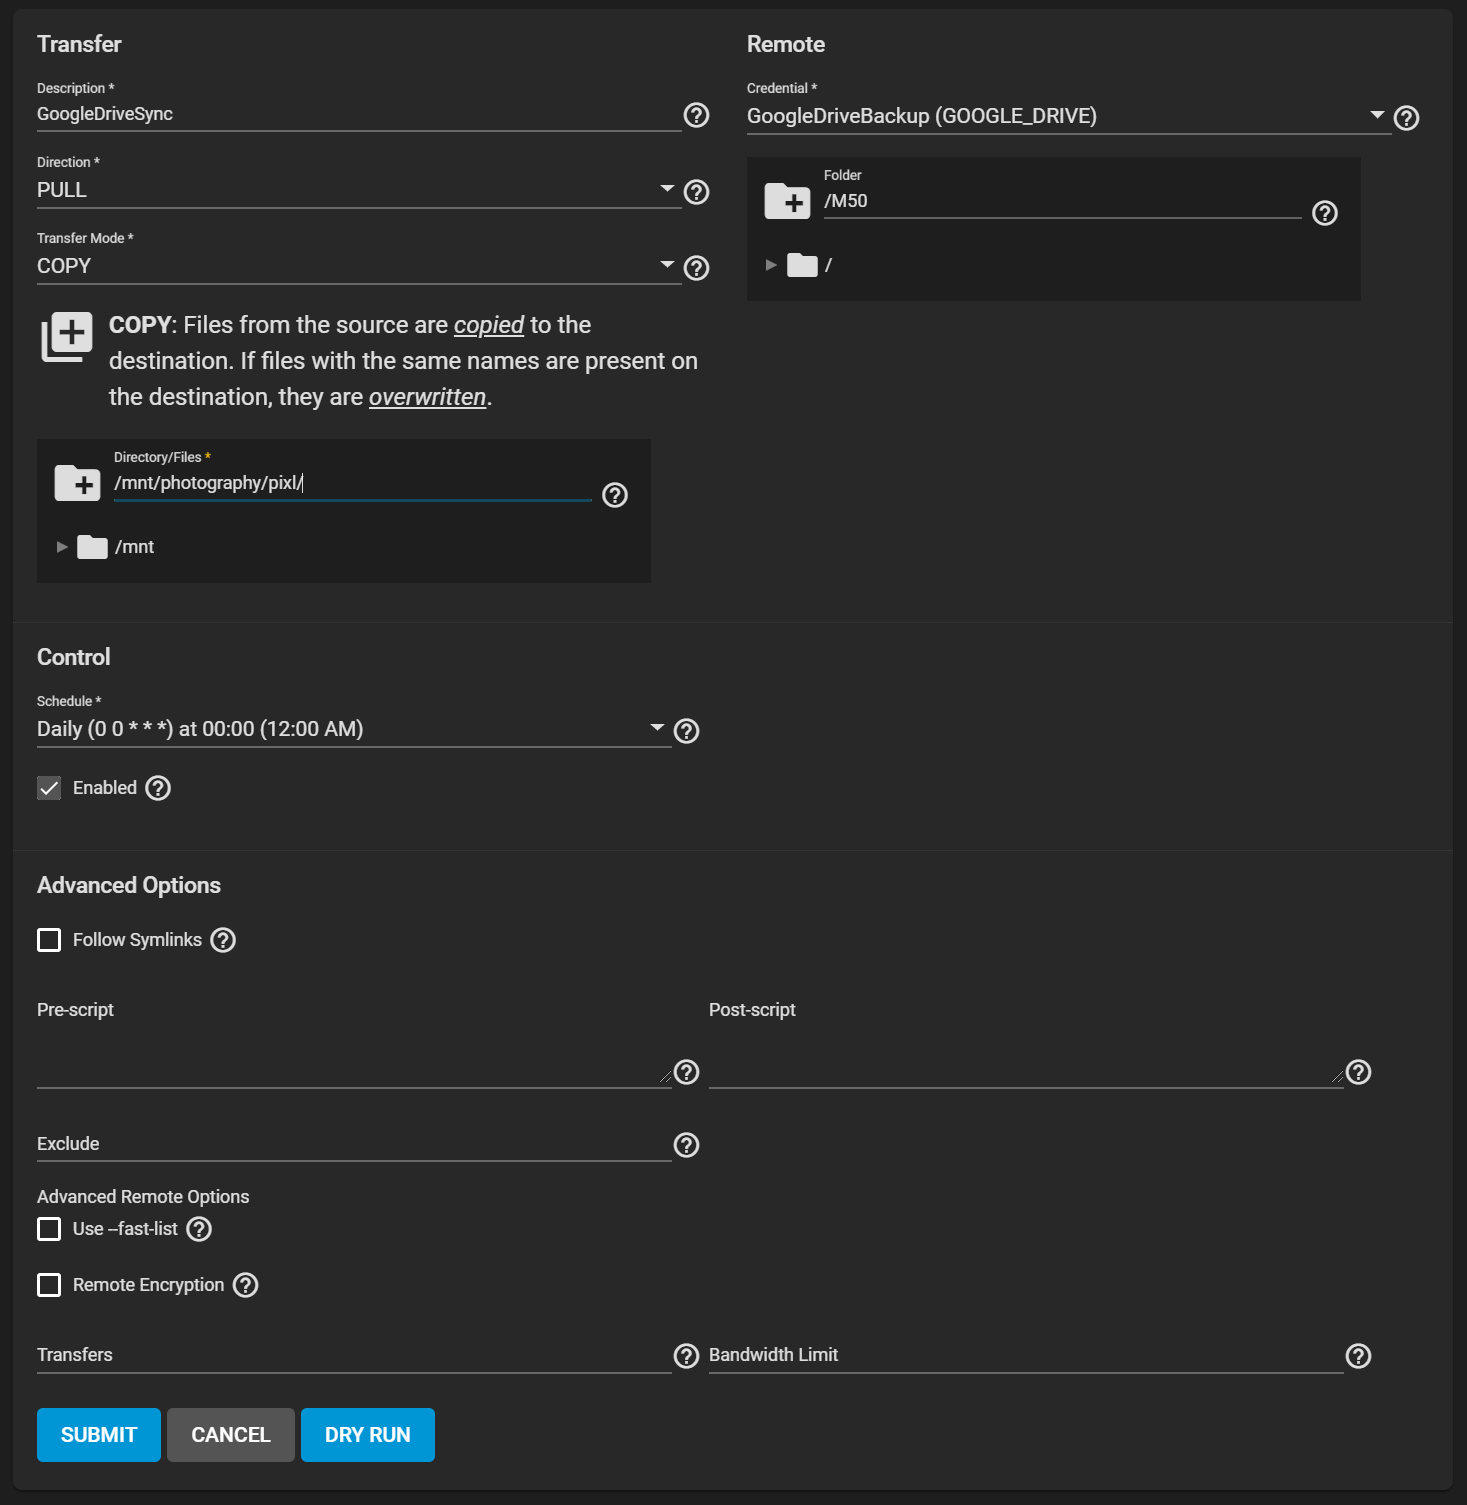 Transfer
Description *
GoogleDriveSync
Direction *
PULL
Transfer Mode *
COPY
COPY: Files from the source are copied to the
destination. If files with the same names are present on
the destination, they are overwritten.
Directory/Files *
/mnt/photography/pixl/
/mnt
Remote
Credential *
GoogleDriveBackup (GOOGLE_DRIVE)
Folder
/M50
/
Control
Schedule *
Daily (0 0 * * *) at 00:00 (12:00 AM)
Enabled
Advanced Options
Follow Symlinks
Pre-script
Post-script
Exclude
Advanced Remote Options
Use --fast-list
Remote Encryption
Transfers
Bandwidth Limit
SUBMIT
CANCEL
DRY RUN